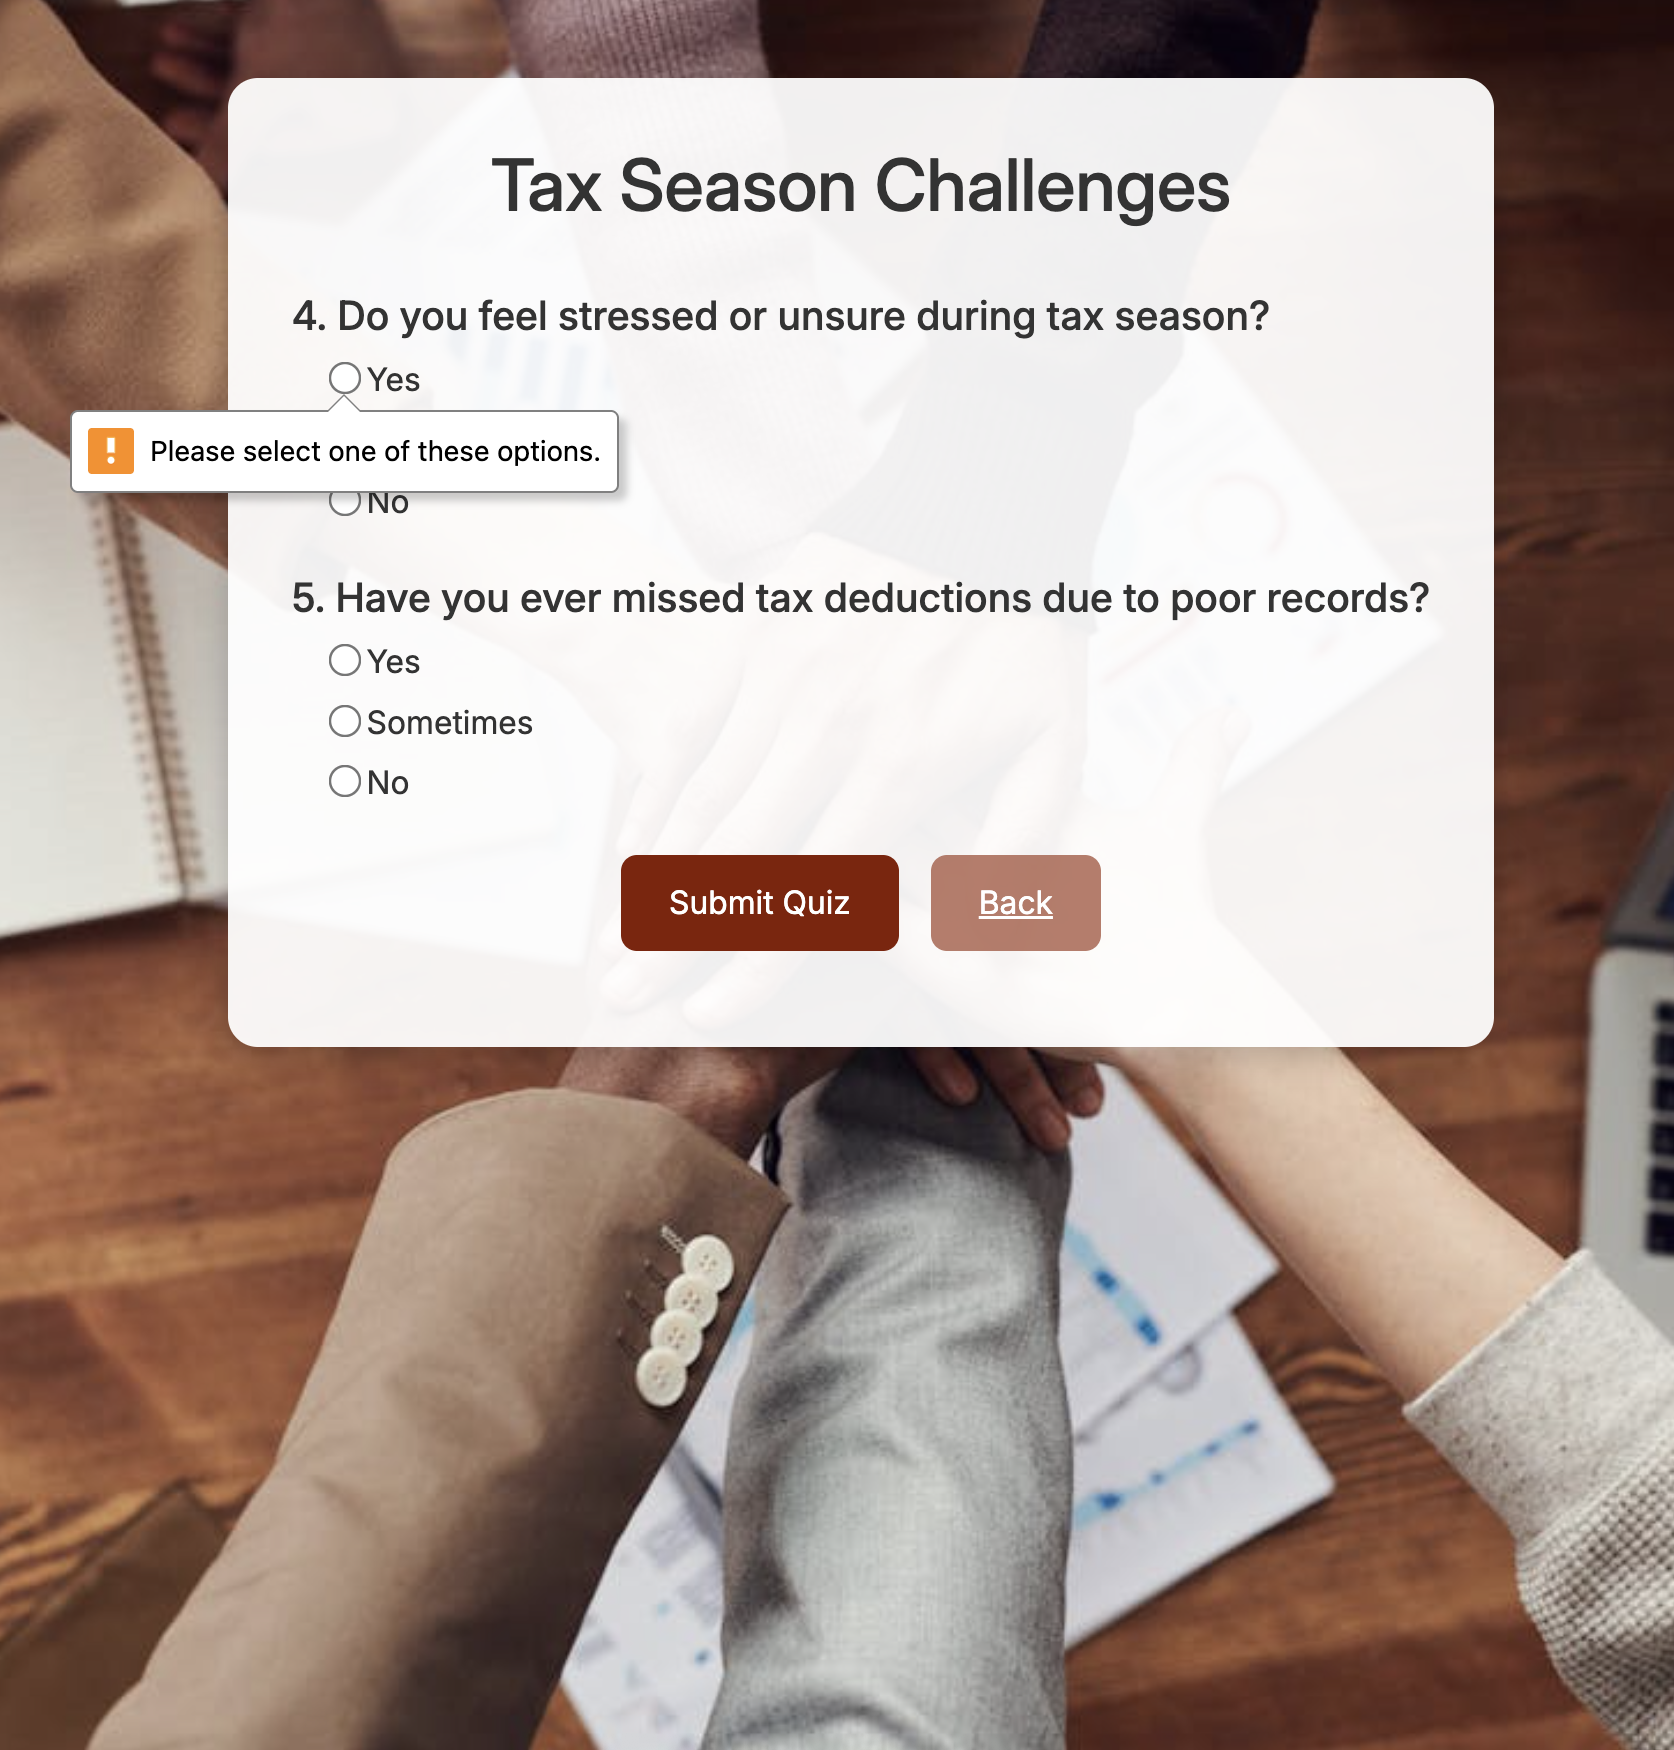 Tax Season Challenges
4. Do you feel stressed or unsure during tax season?
Yes
Please select one of these options.
No
5. Have you ever missed tax deductions due to poor records?
Yes
Sometimes
No
Submit Quiz
Back